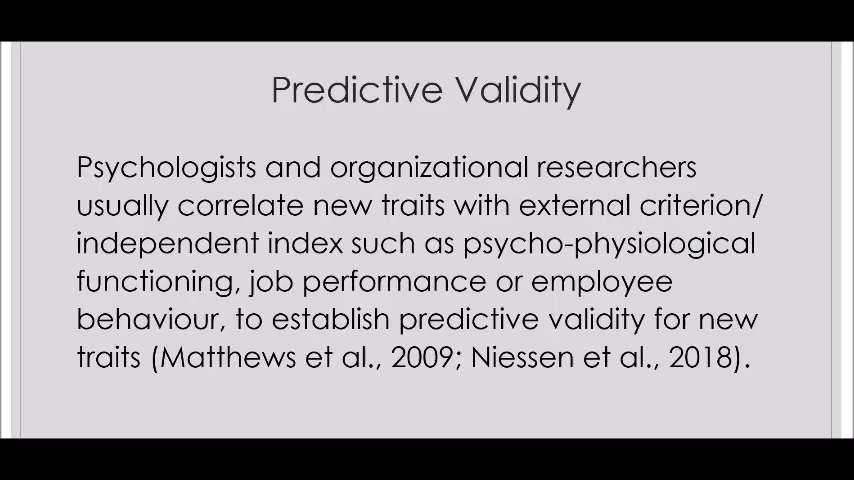 Predictive Validity
Psychologists and organizational researchers
usually correlate new traits with external criterion/
independent index such as psycho-physiological
functioning, job performance or employee
behaviour, to establish predictive validity for new
traits (Matthews et al., 2009; Niessen et al., 2018).